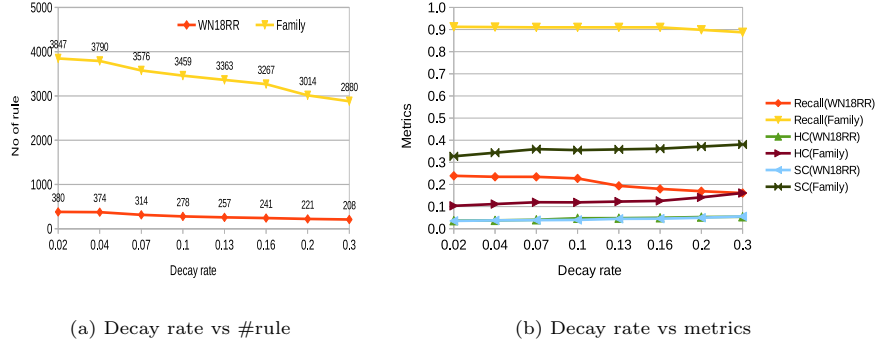 WN18RR Family
5000
4000
3000
2000
1000
0
No of rule
3847 3790 3576 3459 3363 3267 3014 2880
380 374 314 278 257 241 221 208
0.02 0.04 0.07 0.1 0.13 0.16 0.2 0.3
Decay rate
(a) Decay rate vs #rule
1.0
0.9
0.8
0.7
0.6
0.5
0.4
0.3
0.2
0.1
0.0
Metrics
0.02 0.04 0.07 0.1 0.13 0.16 0.2 0.3
Decay rate
Recall(WN18RR)
Recall(Family)
HC(WN18RR)
HC(Family)
SC(WN18RR)
SC(Family)
(b) Decay rate vs metrics